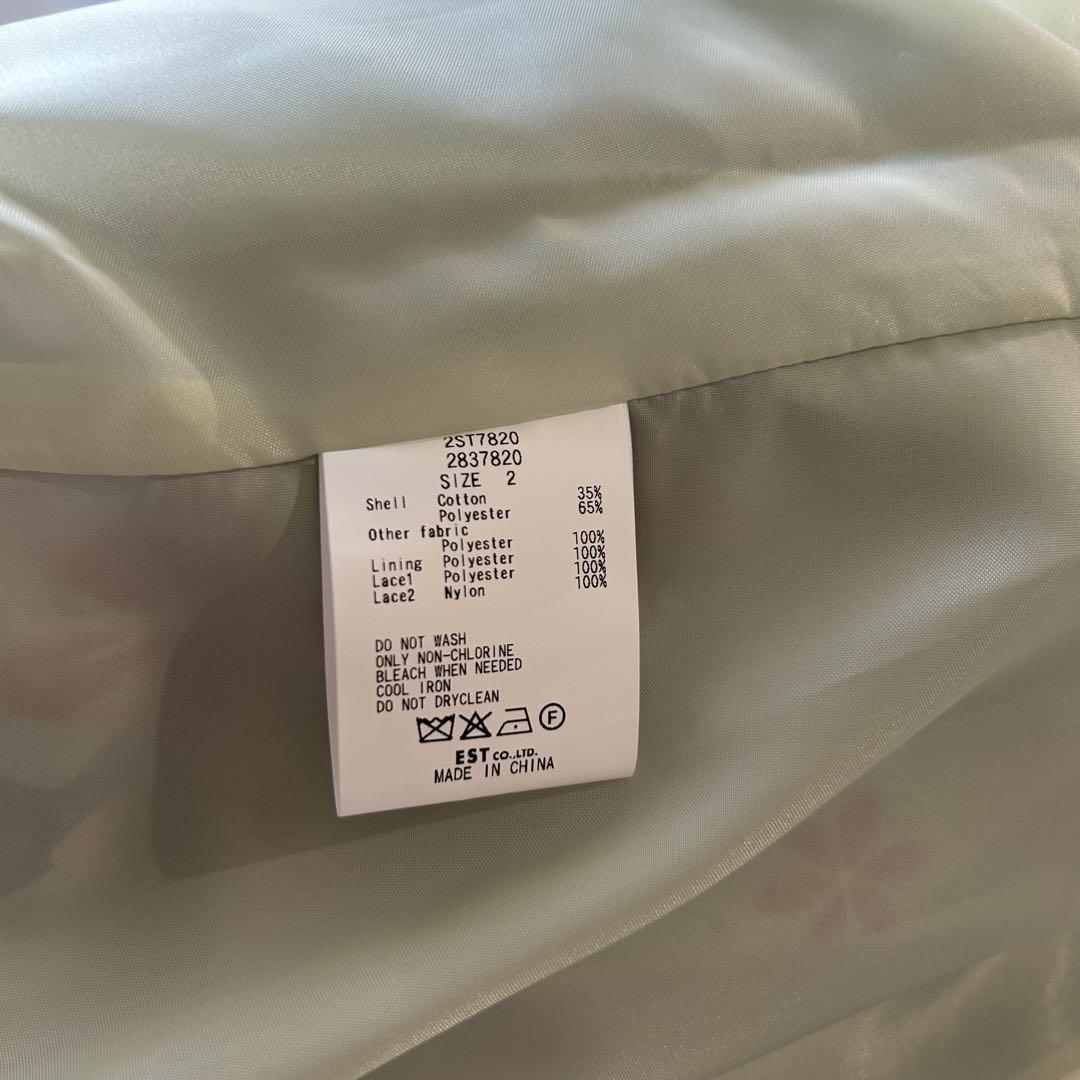 2ST7820
2837820
SIZE 2
Shell Cotton 35%
Polyester 65%
Other fabric
Polyester 100%
Lining Polyester 100%
Lace1 Polyester 100%
Lace2 Nylon 100%
DO NOT WASH
ONLY NON-CHLORINE
BLEACH WHEN NEEDED
COOL IRON
DO NOT DRYCLEAN
F
EST CO.,LTD.
MADE IN CHINA